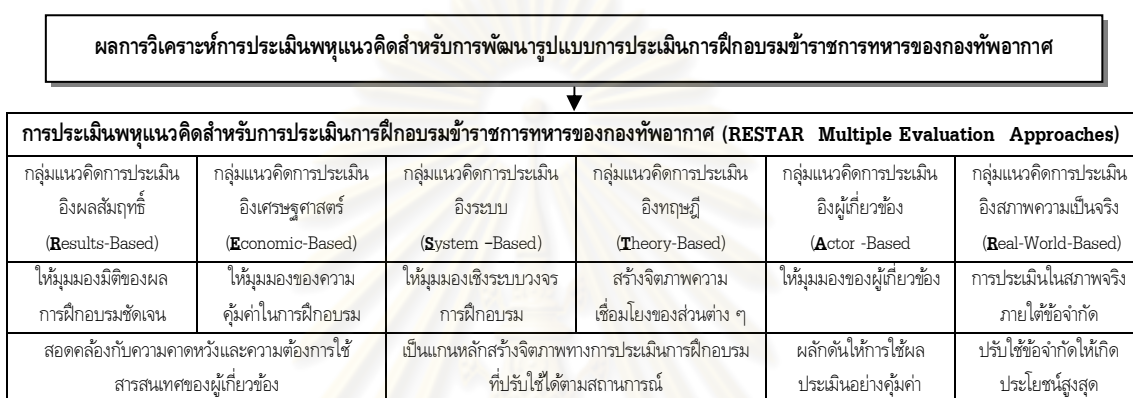 ผลการวิเคราะห์การประเมินพหุแนวคิดสำหรับการพัฒนารูปแบบการประเมินการฝึกอบรมข้าราชการทหารของกองทัพอากาศ
การประเมินพหุแนวคิดสำหรับการประเมินการฝึกอบรมข้าราชการทหารของกองทัพอากาศ (RESTAR Multiple Evaluation Approaches)
กลุ่มแนวคิดการประเมิน
อิงผลสัมฤทธิ์
(Results-Based)
กลุ่มแนวคิดการประเมิน
อิงเศรษฐศาสตร์
(Economic-Based)
กลุ่มแนวคิดการประเมิน
อิงระบบ
(System –Based)
กลุ่มแนวคิดการประเมิน
อิงทฤษฎี
(Theory-Based)
กลุ่มแนวคิดการประเมิน
อิงผู้เกี่ยวข้อง
(Actor -Based
กลุ่มแนวคิดการประเมิน
อิงสภาพความเป็นจริง
(Real-World-Based)
ให้มุมมองมิติของผล
การฝึกอบรมชัดเจน
ให้มุมมองของความ
คุ้มค่าในการฝึกอบรม
ให้มุมมองเชิงระบบวงจร
การฝึกอบรม
สร้างจิตภาพความ
เชื่อมโยงของส่วนต่าง ๆ
ให้มุมมองของผู้เกี่ยวข้อง
การประเมินในสภาพจริง
ภายใต้ข้อจำกัด
สอดคล้องกับความคาดหวังและความต้องการใช้
สารสนเทศของผู้เกี่ยวข้อง
เป็นแกนหลักสร้างจิตภาพทางการประเมินการฝึกอบรม
ที่ปรับใช้ได้ตามสถานการณ์
ผลักดันให้การใช้ผล
ประเมินอย่างคุ้มค่า
ปรับใช้ข้อจำกัดให้เกิด
ประโยชน์สูงสุด